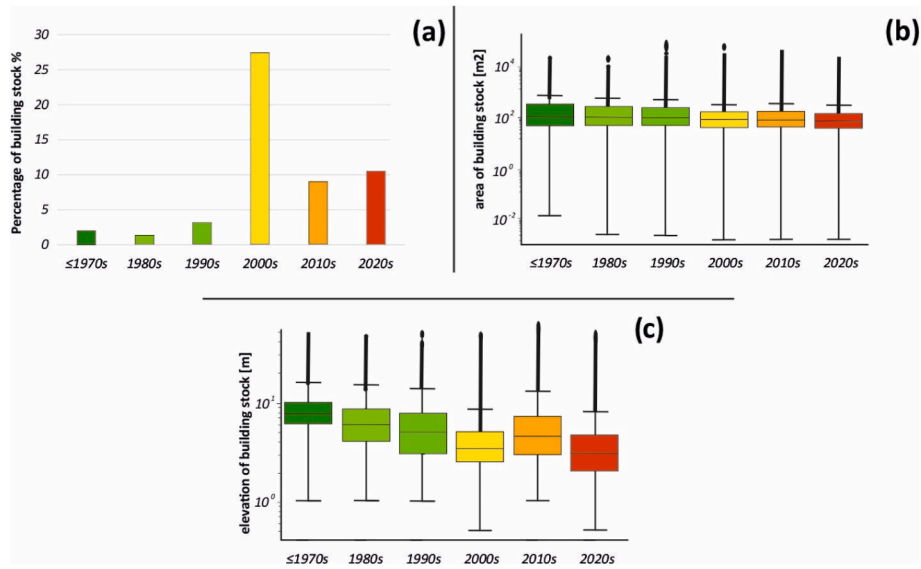 (a)
Percentage of building stock %
30
25
20
15
10
5
0
≤1970s 1980s 1990s 2000s 2010s 2020s
(b)
area of building stock [m2]
10^4
10^2
10^0
10^-2
≤1970s 1980s 1990s 2000s 2010s 2020s
(c)
elevation of building stock [m]
10^1
10^0
≤1970s 1980s 1990s 2000s 2010s 2020s